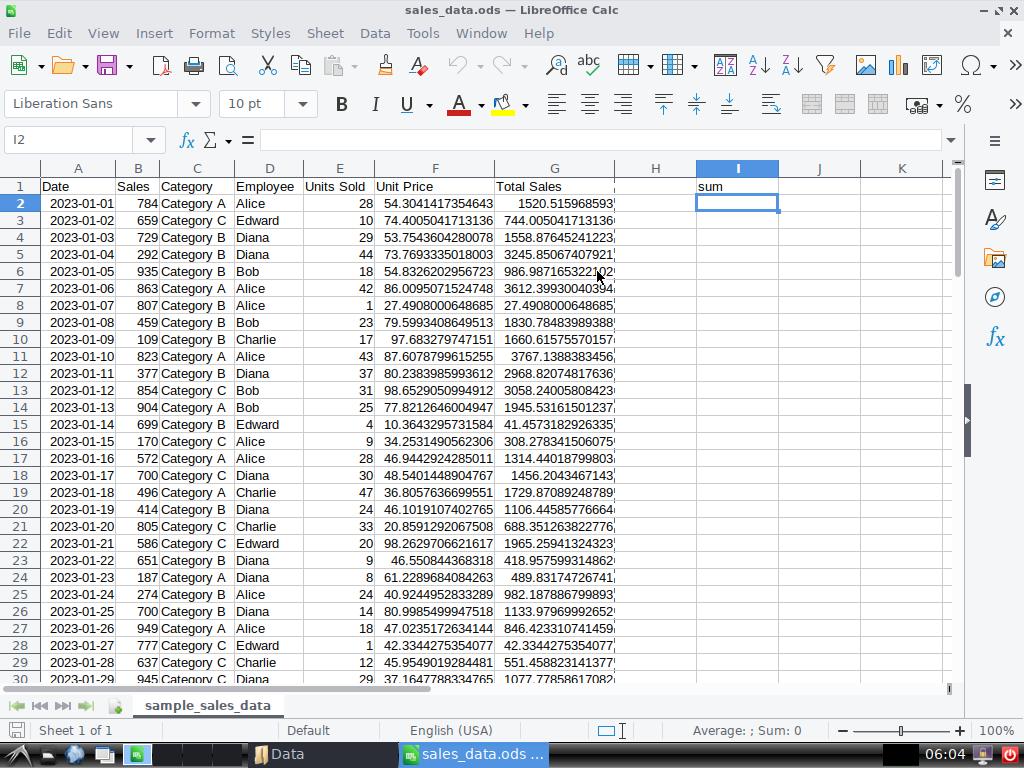 sales_data.ods — LibreOffice Calc
File Edit View Insert Format Styles Sheet Data Tools Window Help
Liberation Sans 10 pt
I2
A B C D E F G H I J K
1 Date Sales Category Employee Units Sold Unit Price Total Sales sum
2 2023-01-01 784 Category A Alice 28 54.3041417354643 1520.515968593
3 2023-01-02 659 Category C Edward 10 74.4005041713136 744.0050417131366
4 2023-01-03 729 Category B Diana 29 53.7543604280078 1558.87645241223
5 2023-01-04 292 Category B Diana 44 73.7693335018003 3245.85067407921
6 2023-01-05 935 Category B Bob 18 54.8326202956723 986.987165322102
7 2023-01-06 863 Category A Alice 42 86.0095071524748 3612.39930040394
8 2023-01-07 807 Category B Alice 1 27.4908000648685 27.4908000648685
9 2023-01-08 459 Category B Bob 23 79.5993408649513 1830.78483989388
10 2023-01-09 109 Category B Charlie 17 97.683279747151 1660.61575570157
11 2023-01-10 823 Category A Alice 43 87.6078799615255 3767.1388383456
12 2023-01-11 377 Category B Diana 37 80.2383985993612 2968.82074817636
13 2023-01-12 854 Category C Bob 31 98.6529050994912 3058.24005808423
14 2023-01-13 904 Category A Bob 25 77.8212646004947 1945.53161501237
15 2023-01-14 699 Category B Edward 4 10.3643295731584 41.4573182926335
16 2023-01-15 170 Category C Alice 9 34.2531490562306 308.278341506075
17 2023-01-16 572 Category A Alice 28 46.9442924285011 1314.44018799803
18 2023-01-17 700 Category C Diana 30 48.5401448904767 1456.2043467143
19 2023-01-18 496 Category A Charlie 47 36.8057636699551 1729.87089248789
20 2023-01-19 414 Category B Diana 24 46.1019107402765 1106.44585776664
21 2023-01-20 805 Category C Charlie 33 20.8591292067508 688.351263822776
22 2023-01-21 586 Category C Edward 20 98.2629706621617 1965.25941324323
23 2023-01-22 651 Category B Diana 9 46.550844368318 418.957599314862
24 2023-01-23 187 Category A Diana 8 61.2289684084263 489.83174726741
25 2023-01-24 274 Category B Alice 24 40.9244952833289 982.187886799893
26 2023-01-25 700 Category B Diana 14 80.9985499947518 1133.97969992652
27 2023-01-26 949 Category A Alice 18 47.0235172634144 846.423310741459
28 2023-01-27 777 Category C Edward 1 42.3344275354077 42.3344275354077
29 2023-01-28 637 Category C Charlie 12 45.9549019284481 551.458823141377
30 2023-01-29 945 Category C Diana 29 37.1647788334765 1077.77858617082
sample_sales_data
Sheet 1 of 1 Default English (USA) Average: ; Sum: 0 100%
Data sales_data.ods ... 06:04